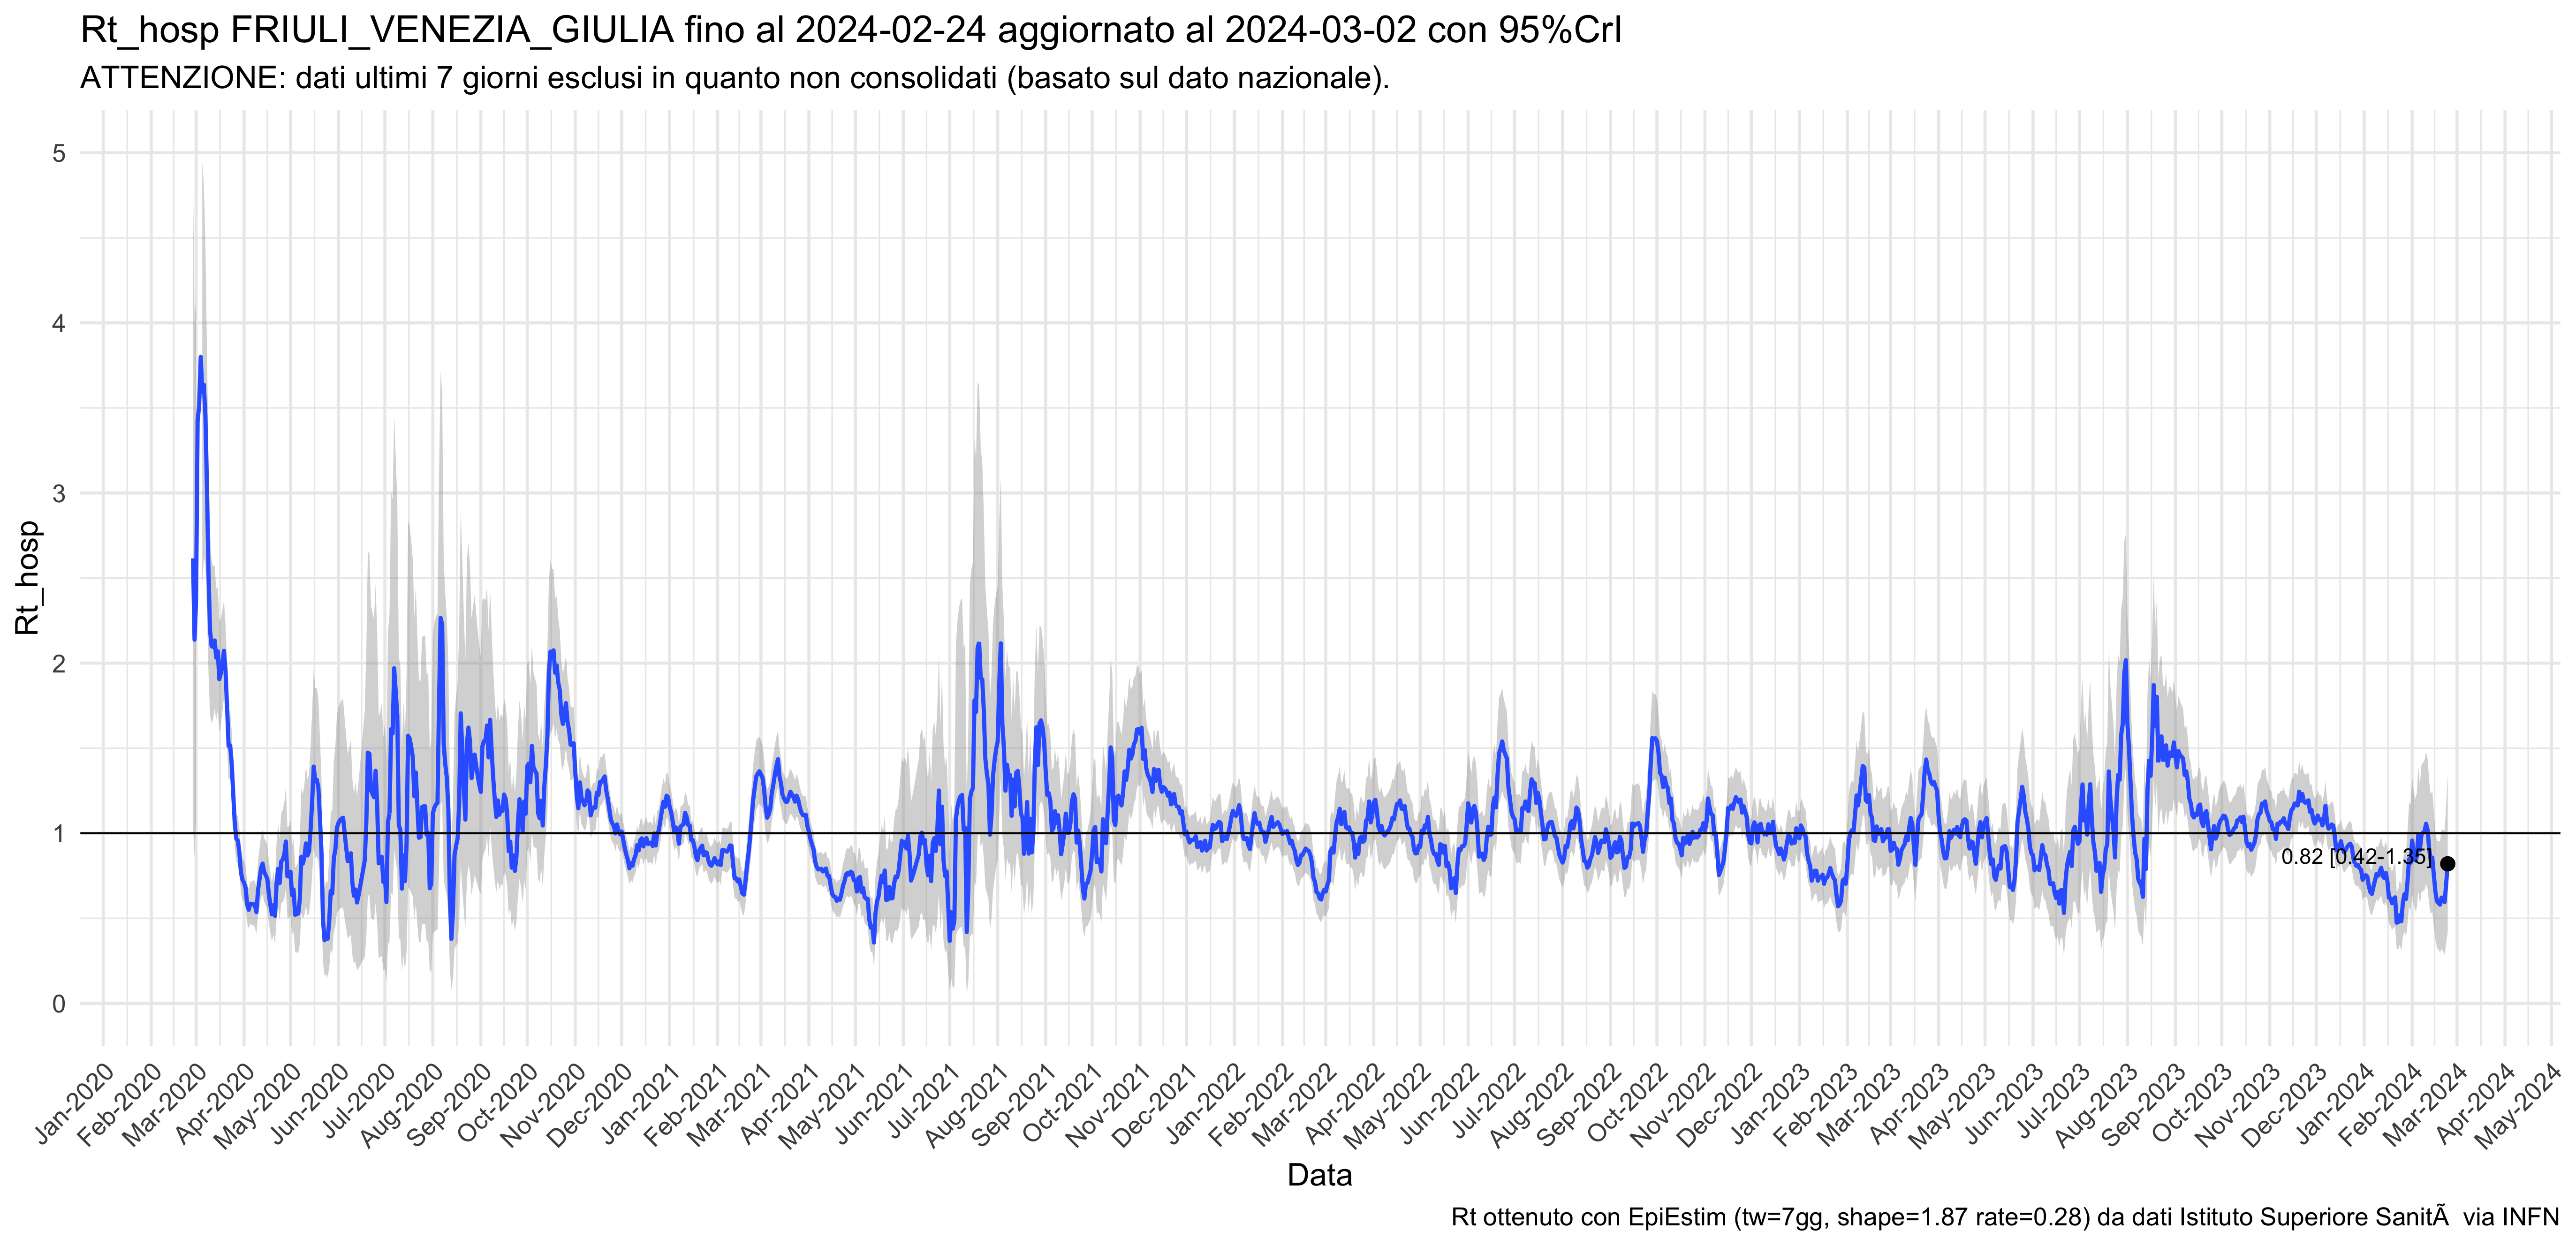 Rt_hosp FRIULI_VENEZIA_GIULIA fino al 2024-02-24 aggiornato al 2024-03-02 con 95%CrI
ATTENZIONE: dati ultimi 7 giorni esclusi in quanto non consolidati (basato sul dato nazionale).
5
4
3
2
1
0
Rt_hosp
0.82 [0.42-1.35]
Jan-2020
Feb-2020
Mar-2020
Apr-2020
May-2020
Jun-2020
Jul-2020
Aug-2020
Sep-2020
Oct-2020
Nov-2020
Dec-2020
Jan-2021
Feb-2021
Mar-2021
Apr-2021
May-2021
Jun-2021
Jul-2021
Aug-2021
Sep-2021
Oct-2021
Nov-2021
Dec-2021
Jan-2022
Feb-2022
Mar-2022
Apr-2022
May-2022
Jun-2022
Jul-2022
Aug-2022
Sep-2022
Oct-2022
Nov-2022
Dec-2022
Jan-2023
Feb-2023
Mar-2023
Apr-2023
May-2023
Jun-2023
Jul-2023
Aug-2023
Sep-2023
Oct-2023
Nov-2023
Dec-2023
Jan-2024
Feb-2024
Mar-2024
Apr-2024
May-2024
Data
Rt ottenuto con EpiEstim (tw=7gg, shape=1.87 rate=0.28) da dati Istituto Superiore SanitÃ  via INFN